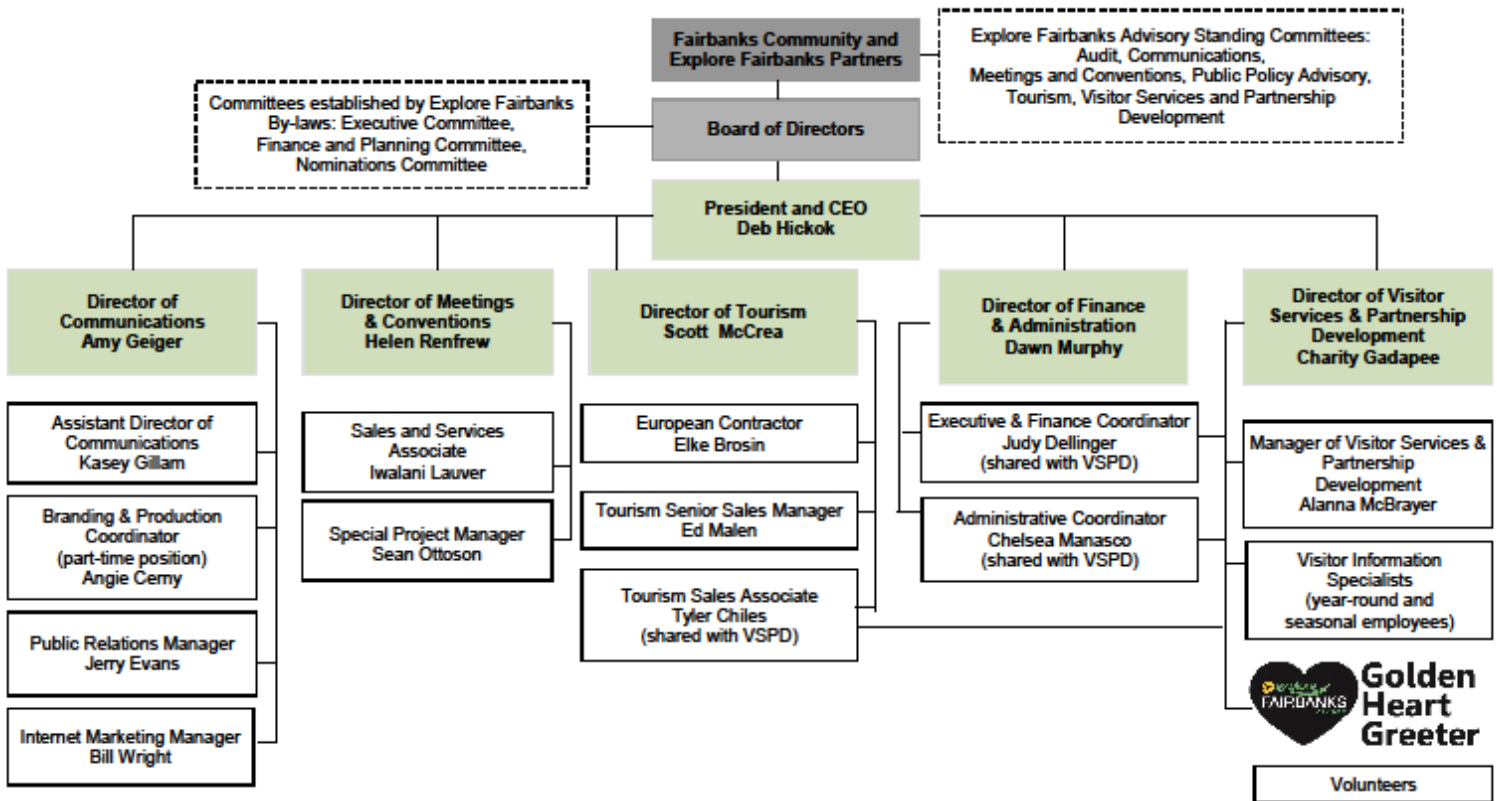 Fairbanks Community and
Explore Fairbanks Partners
Explore Fairbanks Advisory Standing Committees:
Audit, Communications,
Meetings and Conventions, Public Policy Advisory,
Tourism, Visitor Services and Partnership
Development
Committees established by Explore Fairbanks
By-laws: Executive Committee,
Finance and Planning Committee,
Nominations Committee
Board of Directors
President and CEO
Deb Hickok
Director of
Communications
Amy Geiger
Director of Meetings
& Conventions
Helen Renfrew
Director of Tourism
Scott McCrea
Director of Finance
& Administration
Dawn Murphy
Director of Visitor
Services & Partnership
Development
Charity Gadapee
Assistant Director of
Communications
Kasey Gillam
Branding & Production
Coordinator
(part-time position)
Angie Cerny
Public Relations Manager
Jerry Evans
Internet Marketing Manager
Bill Wright
Sales and Services
Associate
Iwalani Lauver
Special Project Manager
Sean Ottoson
European Contractor
Elke Brosin
Tourism Senior Sales Manager
Ed Malen
Tourism Sales Associate
Tyler Chiles
(shared with VSPD)
Executive & Finance Coordinator
Judy Dellinger
(shared with VSPD)
Administrative Coordinator
Chelsea Manasco
(shared with VSPD)
Manager of Visitor Services &
Partnership
Development
Alanna McBrayer
Visitor Information
Specialists
(year-round and
seasonal employees)
explore
FAIRBANKS
Golden
Heart
Greeter
Volunteers